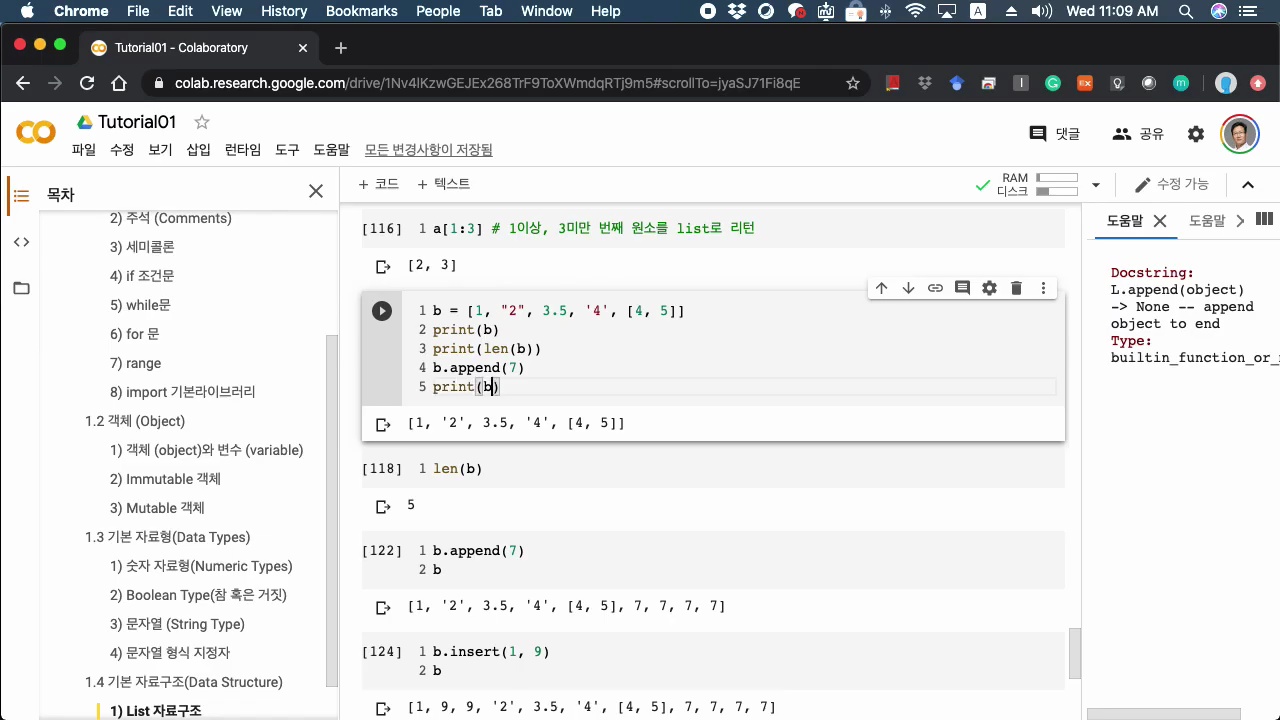 Chrome File Edit View History Bookmarks People Tab Window Help A Wed 11:09 AM
Tutorial01 - Colaboratory
colab.research.google.com/drive/1Nv4lKzwGEJEx268TrF9ToXWmdqRTj9m5#scrollTo=jyaSJ71Fi8qE
Tutorial01
댓글 공유
파일 수정 보기 삽입 런타임 도구 도움말 모든 변경사항이 저장됨
목차
+ 코드 + 텍스트
RAM
디스크
수정 가능
2) 주석 (Comments)
3) 세미콜론
4) if 조건문
5) while문
6) for 문
7) range
8) import 기본라이브러리
1.2 객체 (Object)
1) 객체 (object)와 변수 (variable)
2) Immutable 객체
3) Mutable 객체
1.3 기본 자료형(Data Types)
1) 숫자 자료형(Numeric Types)
2) Boolean Type(참 혹은 거짓)
3) 문자열 (String Type)
4) 문자열 형식 지정자
1.4 기본 자료구조(Data Structure)
1) List 자료구조
[116] 1 a[1:3] # 1이상, 3미만 번째 원소를 list로 리턴
[2, 3]
1 b = [1, "2", 3.5, '4', [4, 5]]
2 print(b)
3 print(len(b))
4 b.append(7)
5 print(b)
[1, '2', 3.5, '4', [4, 5]]
[118] 1 len(b)
5
[122] 1 b.append(7)
2 b
[1, '2', 3.5, '4', [4, 5], 7, 7, 7, 7]
[124] 1 b.insert(1, 9)
2 b
[1, 9, 9, '2', 3.5, '4', [4, 5], 7, 7, 7, 7]
도움말 도움말
Docstring:
L.append(object)
-> None -- append
object to end
Type:
builtin_function_or_